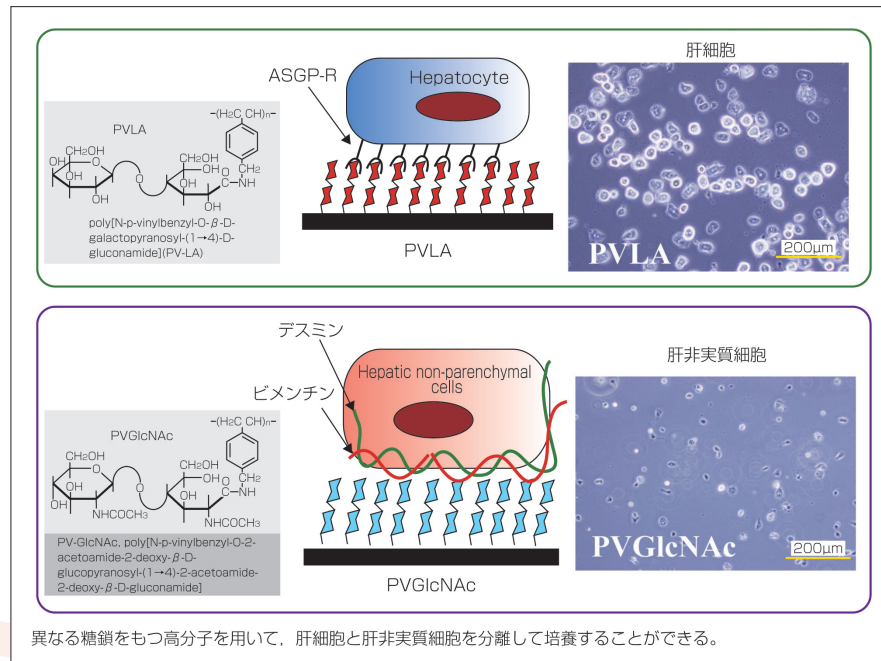 肝細胞
ASGP-R
Hepatocyte
PVLA
-(H2C CH)n-
CH2OH
OH
O
OH
OH
O
CH2OH
OH
OH
C
O
NH
CH2
poly[N-p-vinylbenzyl-O-β-D-
galactopyranosyl-(1→4)-D-
gluconamide](PV-LA)
PVLA
PVLA
200μm
デスミン
ビメンチン
Hepatic non-parenchymal
cells
肝非実質細胞
PVGlcNAc
-(H2C CH)n-
CH2OH
O
OH
OH
NHCOCH3
O
CH2OH
OH
OH
C
O
NH
CH2
NHCOCH3
PV-GlcNAc, poly[N-p-vinylbenzyl-O-2-
acetoamide-2-deoxy-β-D-
glucopyranosyl-(1→4)-2-acetoamide-
2-deoxy-β-D-gluconamide]
PVGlcNAc
PVGlcNAc
200μm
異なる糖鎖をもつ高分子を用いて，肝細胞と肝非実質細胞を分離して培養することができる。